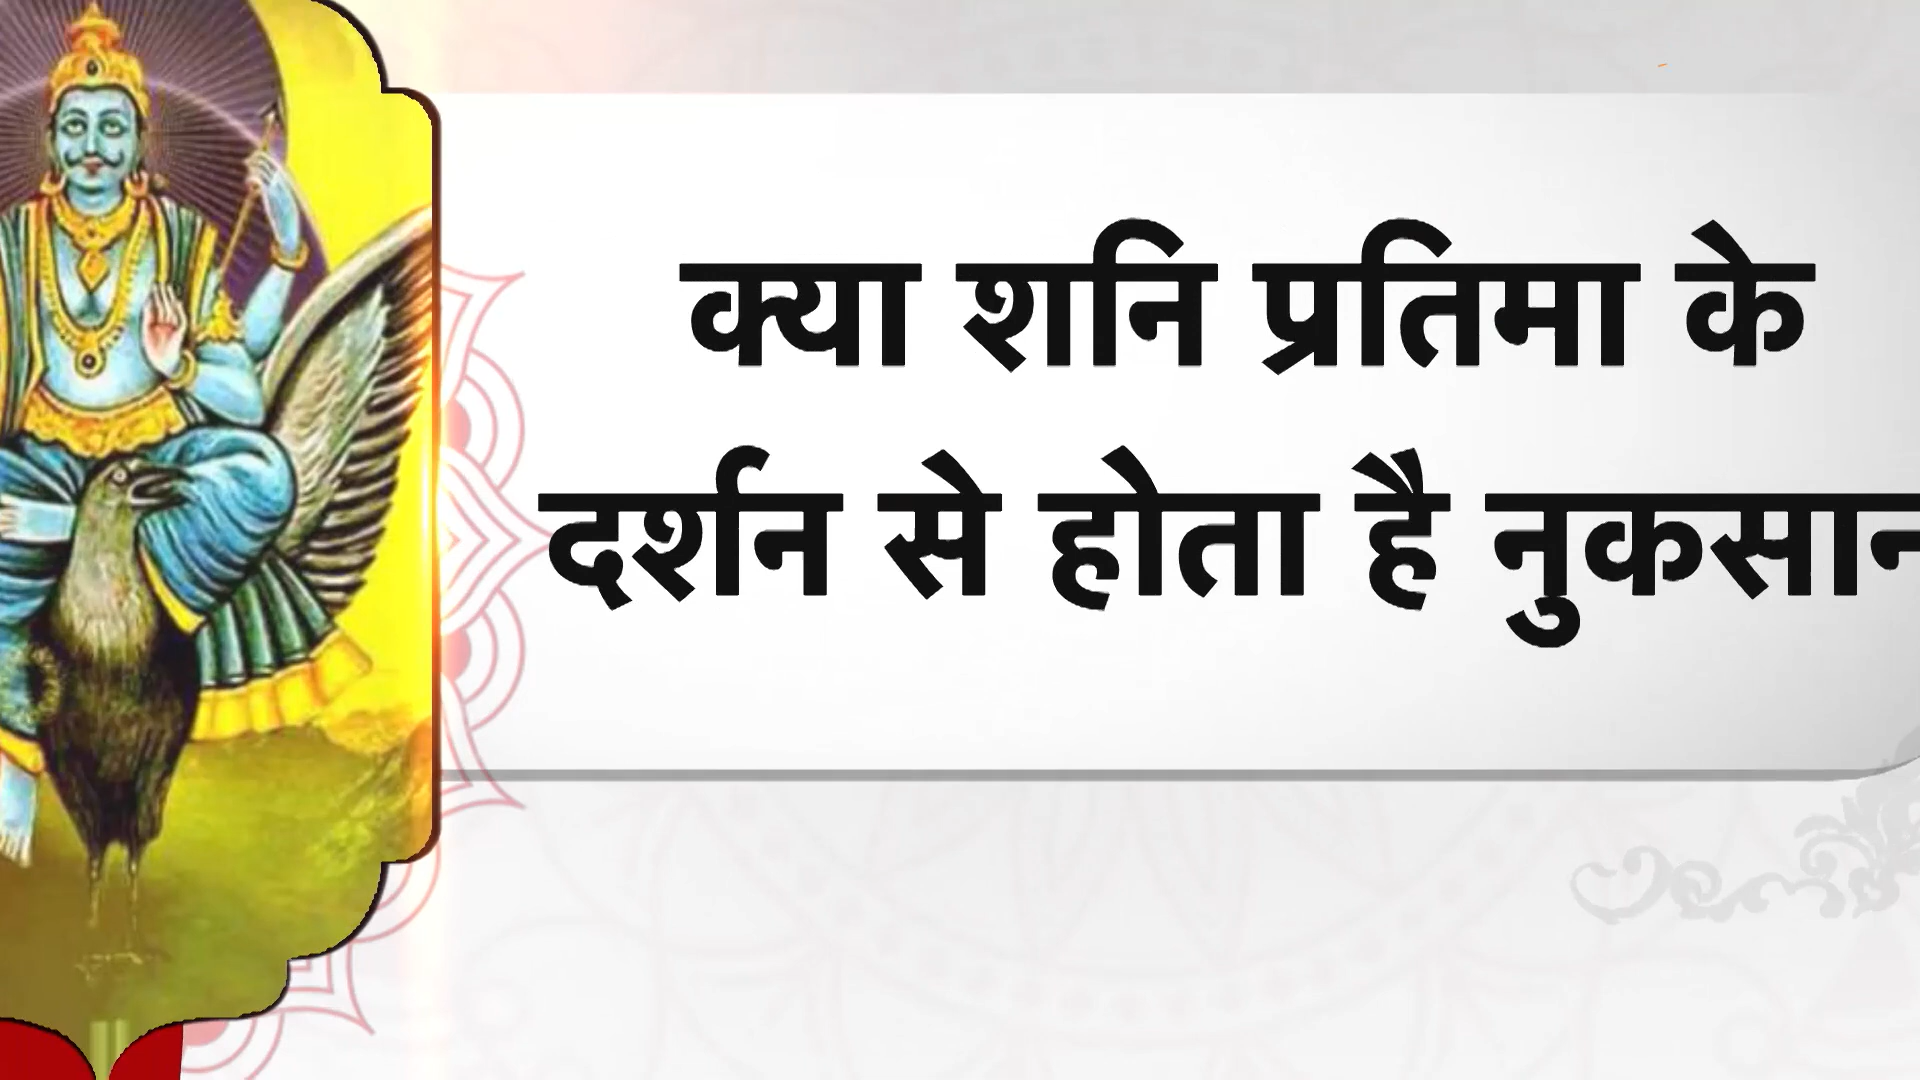 क्या शनि प्रतिमा के
दर्शन से होता है नुकसान